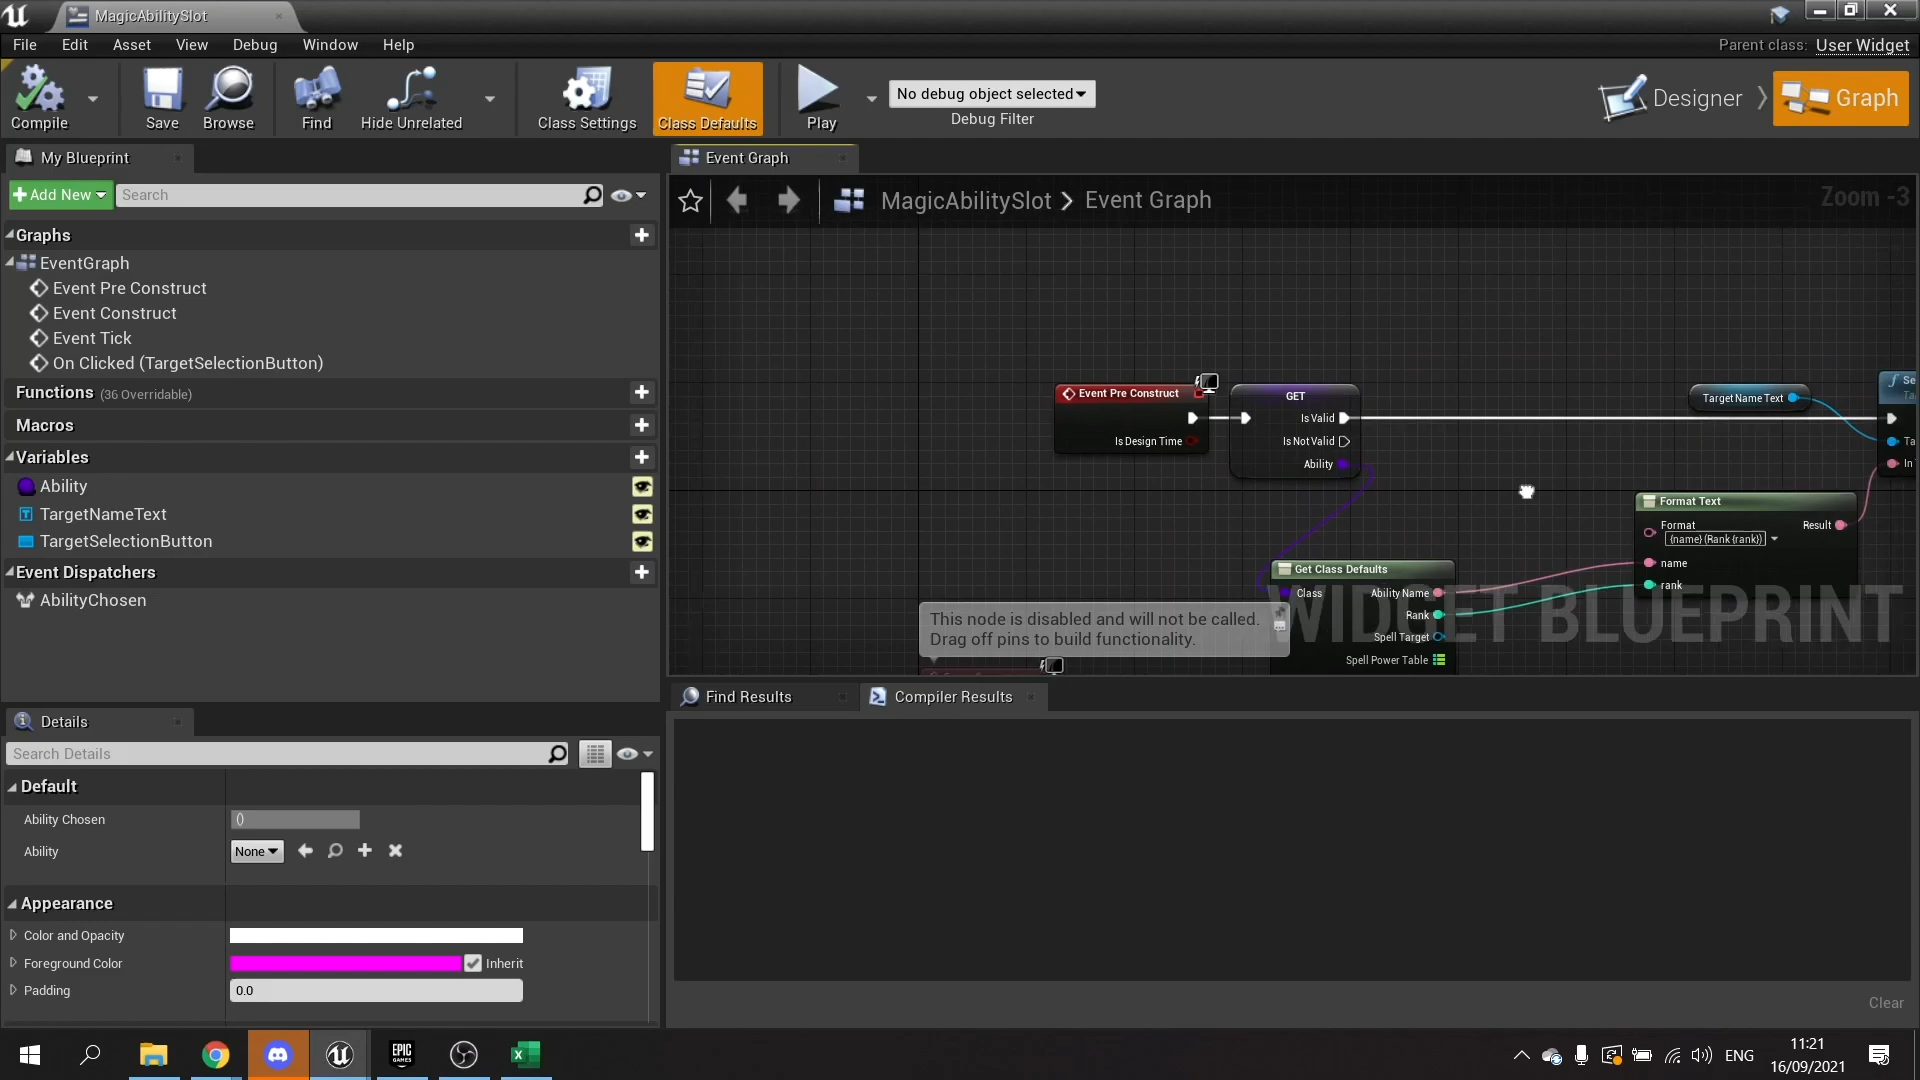 MagicAbilitySlot
File Edit Asset View Debug Window Help
Parent class: User Widget
Compile Save Browse Find Hide Unrelated Class Settings Class Defaults Play
No debug object selected
Debug Filter
Designer Graph
My Blueprint
Add New Search
Graphs
EventGraph
Event Pre Construct
Event Construct
Event Tick
On Clicked (TargetSelectionButton)
Functions (36 Overridable)
Macros
Variables
Ability
TargetNameText
TargetSelectionButton
Event Dispatchers
AbilityChosen
Event Graph
MagicAbilitySlot > Event Graph
Zoom -3
Event Pre Construct
Is Design Time
GET
Is Valid
Is Not Valid
Ability
Target Name Text
Se
Ta
Ta
In
Format Text
Format
{name} (Rank {rank})
Result
name
rank
Get Class Defaults
Class
Ability Name
Rank
Spell Target
Spell Power Table
This node is disabled and will not be called.
Drag off pins to build functionality.
WIDGET BLUEPRINT
Find Results
Compiler Results
Clear
Details
Search Details
Default
Ability Chosen ()
Ability None
Appearance
Color and Opacity
Foreground Color Inherit
Padding 0.0
EPIC
GAMES
ENG
11:21
16/09/2021